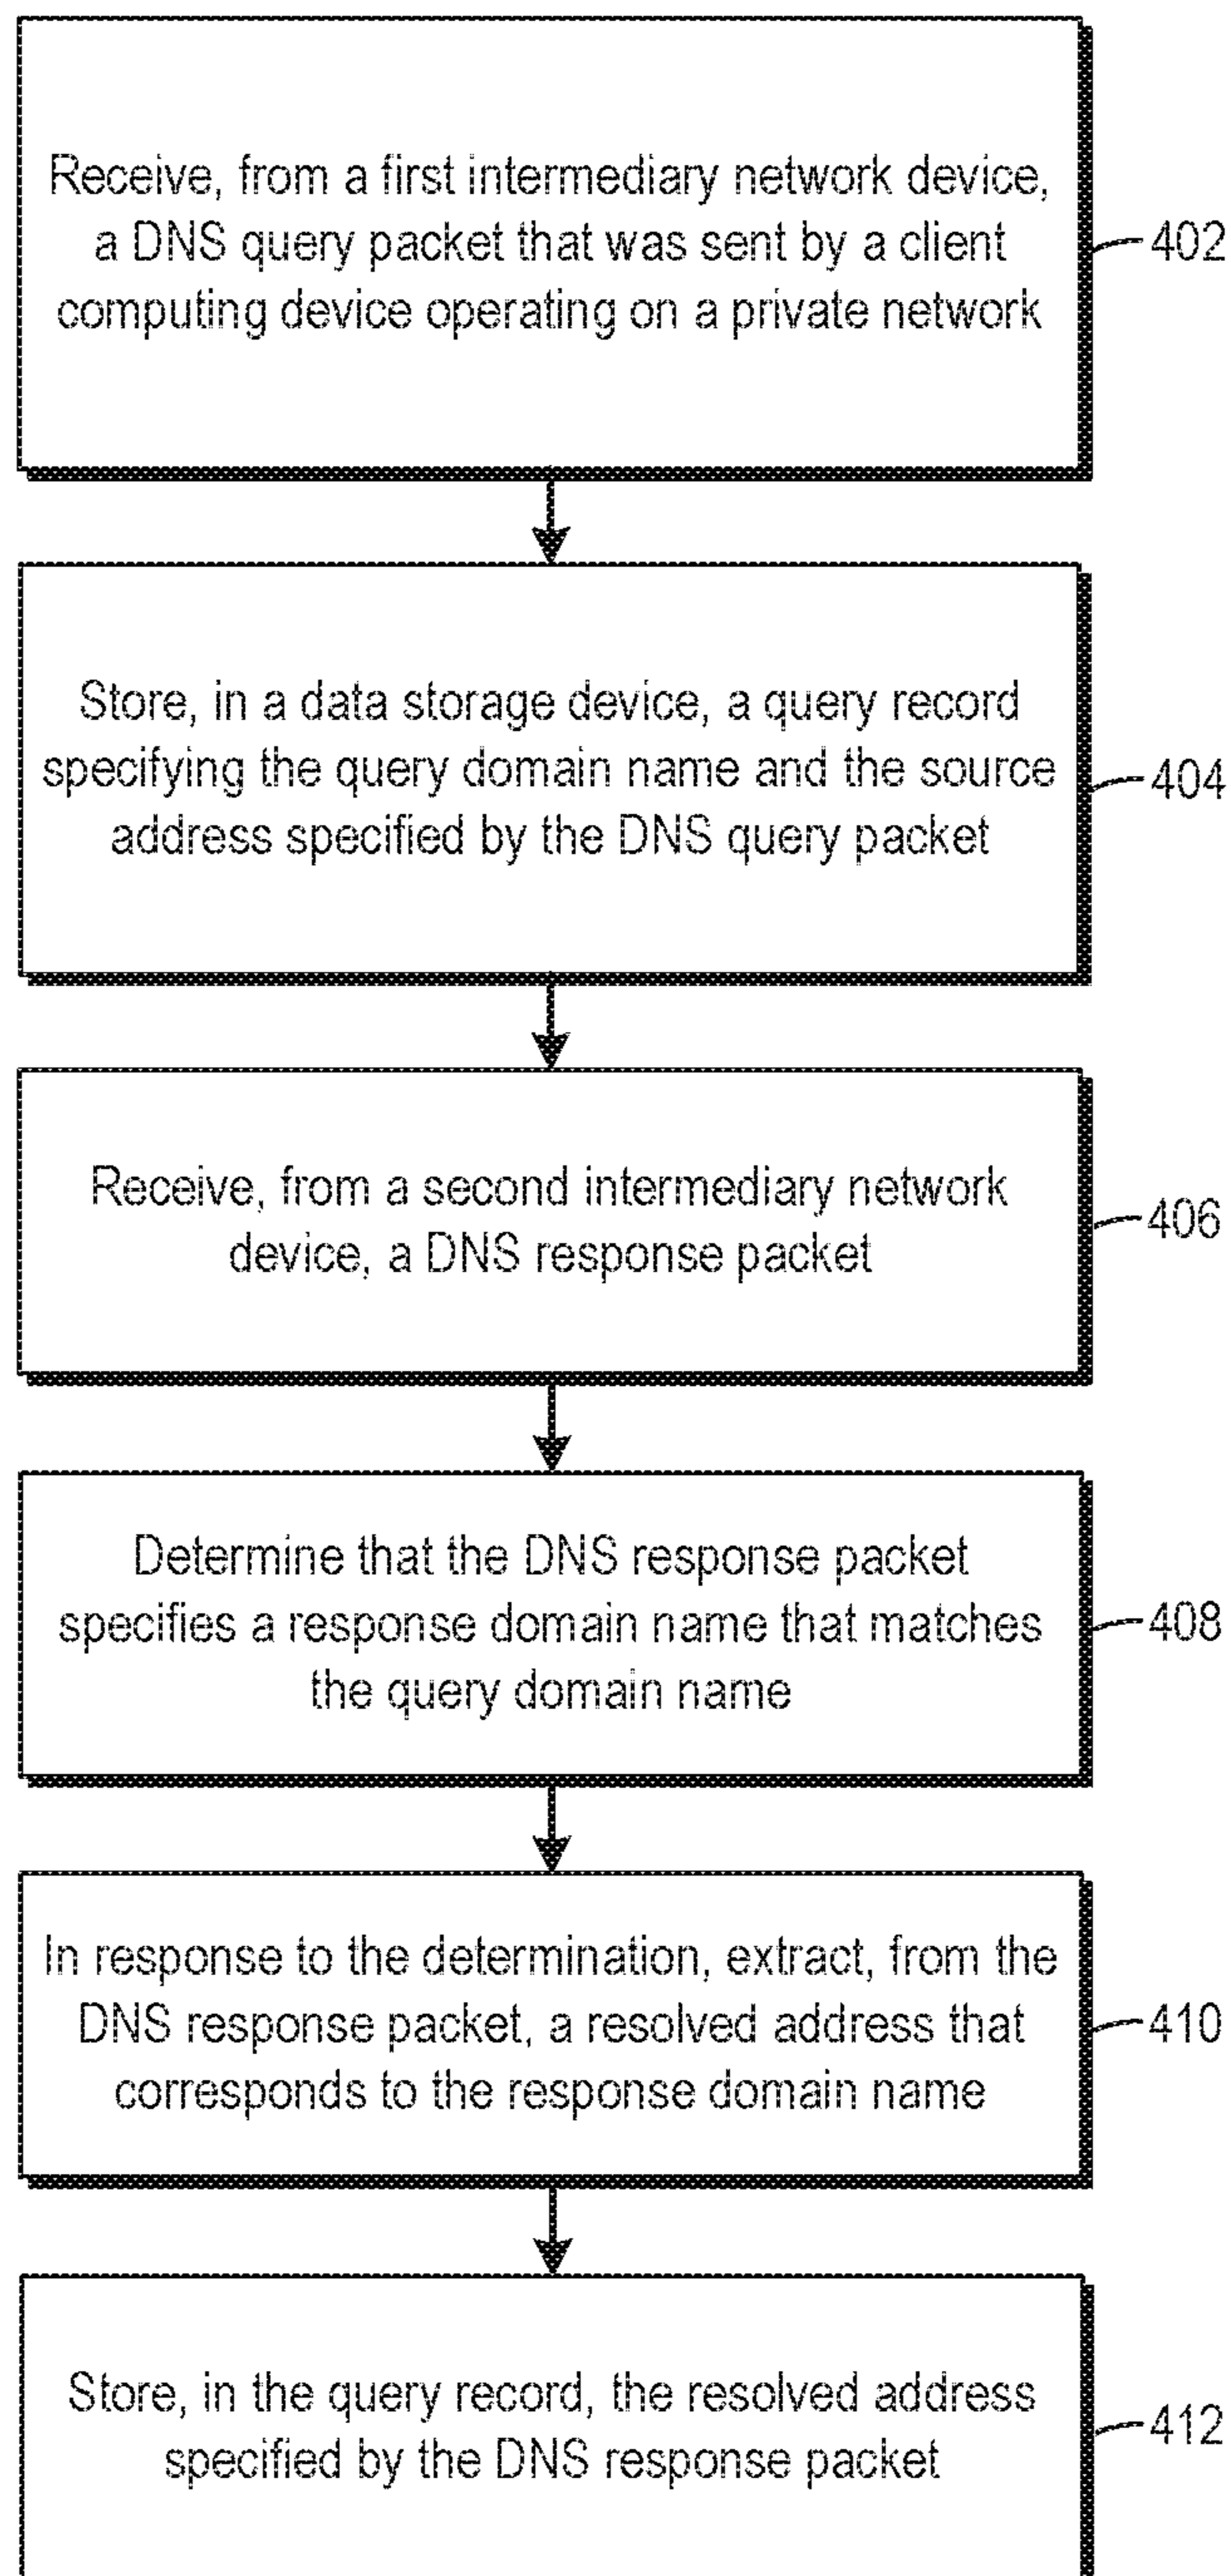 Receive, from a first intermediary network device,
a DNS query packet that was sent by a client
computing device operating on a private network
402
Store, in a data storage device, a query record
specifying the query domain name and the source
address specified by the DNS query packet
404
Receive, from a second intermediary network
device, a DNS response packet
406
Determine that the DNS response packet
specifies a response domain name that matches
the query domain name
408
In response to the determination, extract, from the
DNS response packet, a resolved address that
corresponds to the response domain name
410
Store, in the query record, the resolved address
specified by the DNS response packet
412